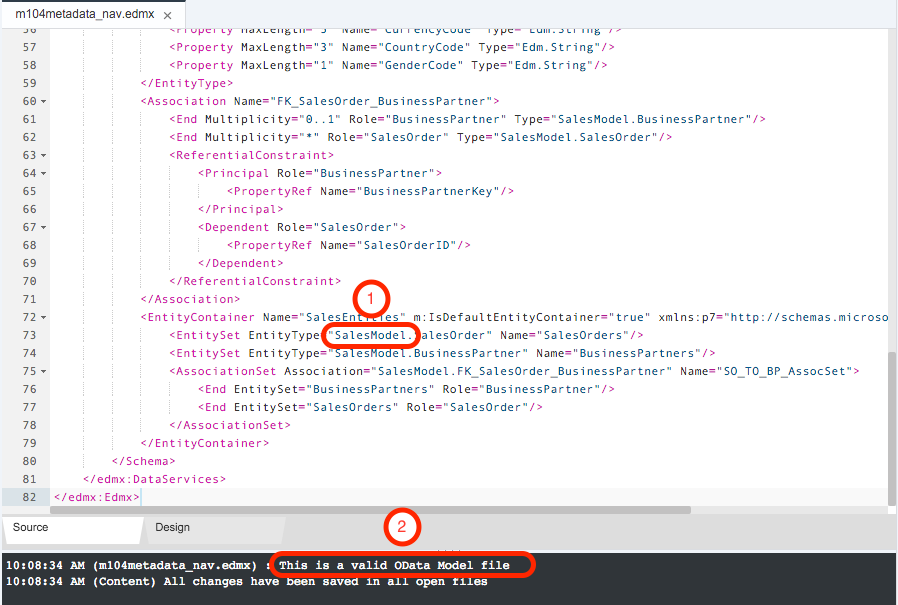 m104metadata_nav.edmx ×
56 <Property MaxLength="5" Name="CurrencyCode" Type="Edm.String"/>
57 <Property MaxLength="3" Name="CountryCode" Type="Edm.String"/>
58 <Property MaxLength="1" Name="GenderCode" Type="Edm.String"/>
59 </EntityType>
60 <Association Name="FK_SalesOrder_BusinessPartner">
61 <End Multiplicity="0..1" Role="BusinessPartner" Type="SalesModel.BusinessPartner"/>
62 <End Multiplicity="*" Role="SalesOrder" Type="SalesModel.SalesOrder"/>
63 <ReferentialConstraint>
64 <Principal Role="BusinessPartner">
65 <PropertyRef Name="BusinessPartnerKey"/>
66 </Principal>
67 <Dependent Role="SalesOrder">
68 <PropertyRef Name="SalesOrderID"/>
69 </Dependent>
70 </ReferentialConstraint>
71 </Association>
1
72 <EntityContainer Name="SalesEntities" m:IsDefaultEntityContainer="true" xmlns:p7="http://schemas.microso
73 <EntitySet EntityType="SalesModel.SalesOrder" Name="SalesOrders"/>
74 <EntitySet EntityType="SalesModel.BusinessPartner" Name="BusinessPartners"/>
75 <AssociationSet Association="SalesModel.FK_SalesOrder_BusinessPartner" Name="SO_TO_BP_AssocSet">
76 <End EntitySet="BusinessPartners" Role="BusinessPartner"/>
77 <End EntitySet="SalesOrders" Role="SalesOrder"/>
78 </AssociationSet>
79 </EntityContainer>
80 </Schema>
81 </edmx:DataServices>
82 </edmx:Edmx>
Source Design
2
10:08:34 AM (m104metadata_nav.edmx) : This is a valid OData Model file
10:08:34 AM (Content) All changes have been saved in all open files